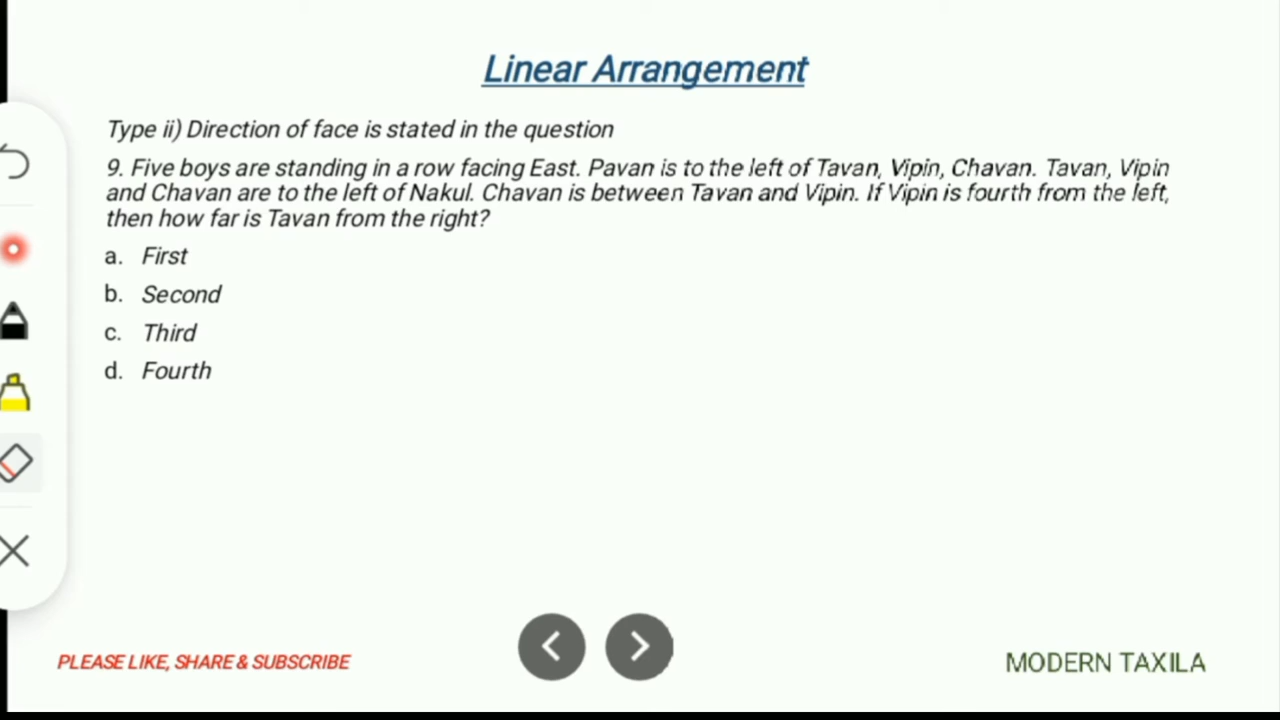 Linear Arrangement
Type ii) Direction of face is stated in the question
9. Five boys are standing in a row facing East. Pavan is to the left of Tavan, Vipin, Chavan. Tavan, Vipin
and Chavan are to the left of Nakul. Chavan is between Tavan and Vipin. If Vipin is fourth from the left,
then how far is Tavan from the right?
a. First
b. Second
c. Third
d. Fourth
PLEASE LIKE, SHARE & SUBSCRIBE
MODERN TAXILA